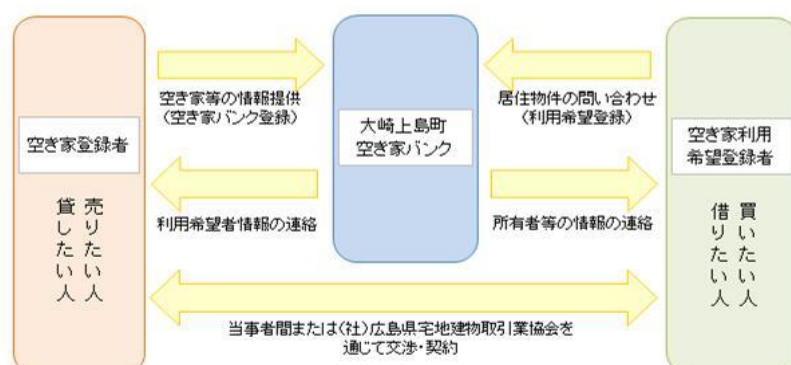 空き家登録者
売りたい人
貸したい人
空き家等の情報提供
(空き家バンク登録)
利用希望者情報の連絡
大崎上島町
空き家バンク
居住物件の問い合わせ
(利用希望登録)
所有者等の情報の連絡
空き家利用
希望登録者
買いたい人
借りたい人
当事者間または(社)広島県宅地建物取引業協会を
通じて交渉・契約